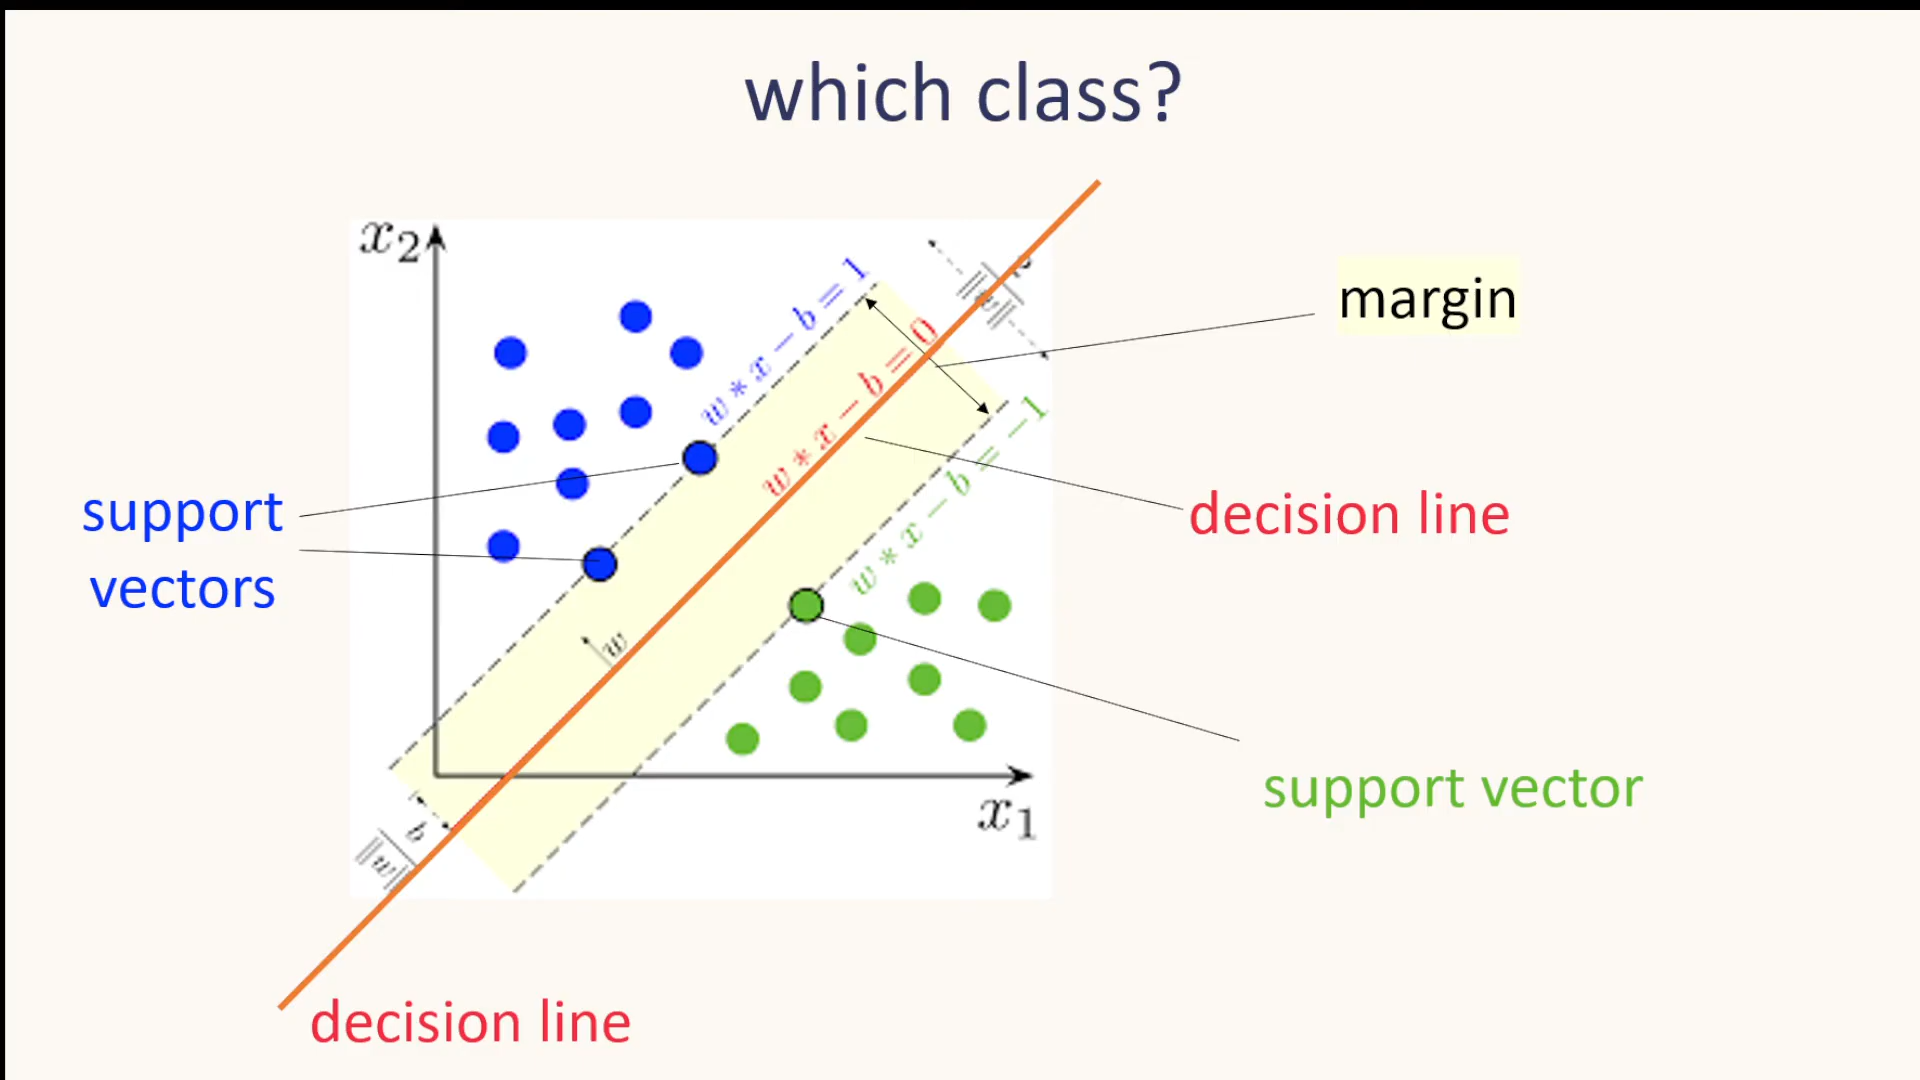 which class?
x₂
w * x − b = 1
w * x − b = 0
w * x − b = −1
margin
decision line
support
vectors
w
support vector
x₁
b
‖w‖
decision line